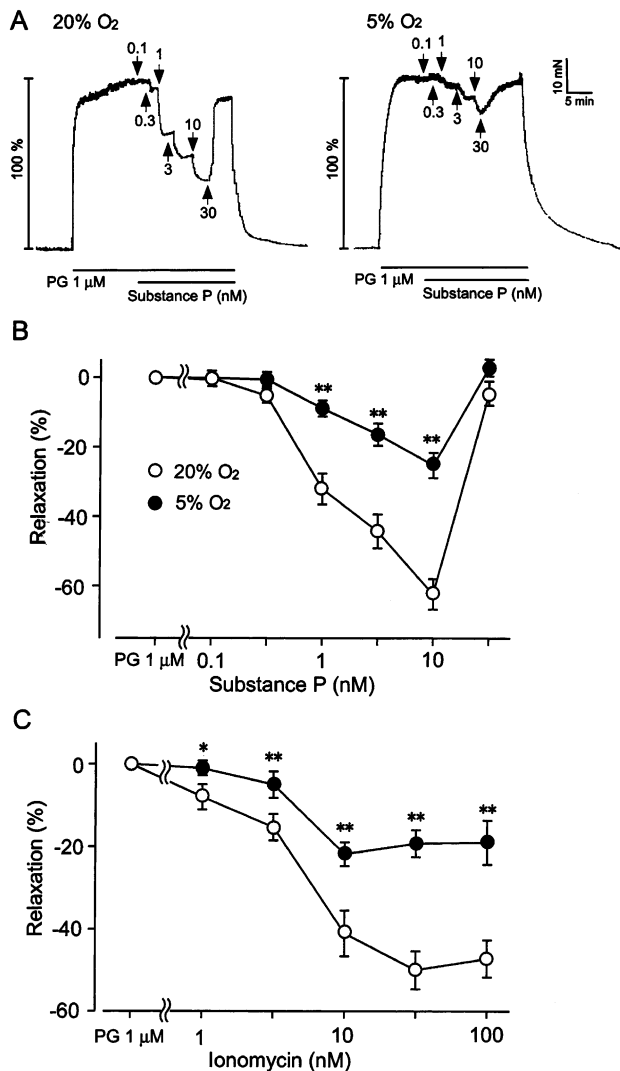 A
20% O2
5% O2
0.1
1
0.3
3
10
30
100 %
PG 1 µM
Substance P (nM)
0.1
1
0.3
3
10
30
100 %
10 mN
5 min
PG 1 µM
Substance P (nM)
B
0
-20
-40
-60
Relaxation (%)
20% O2
5% O2
**
**
**
PG 1 µM
0.1
1
10
Substance P (nM)
C
0
-20
-40
-60
Relaxation (%)
*
**
**
**
**
PG 1 µM
1
10
100
Ionomycin (nM)